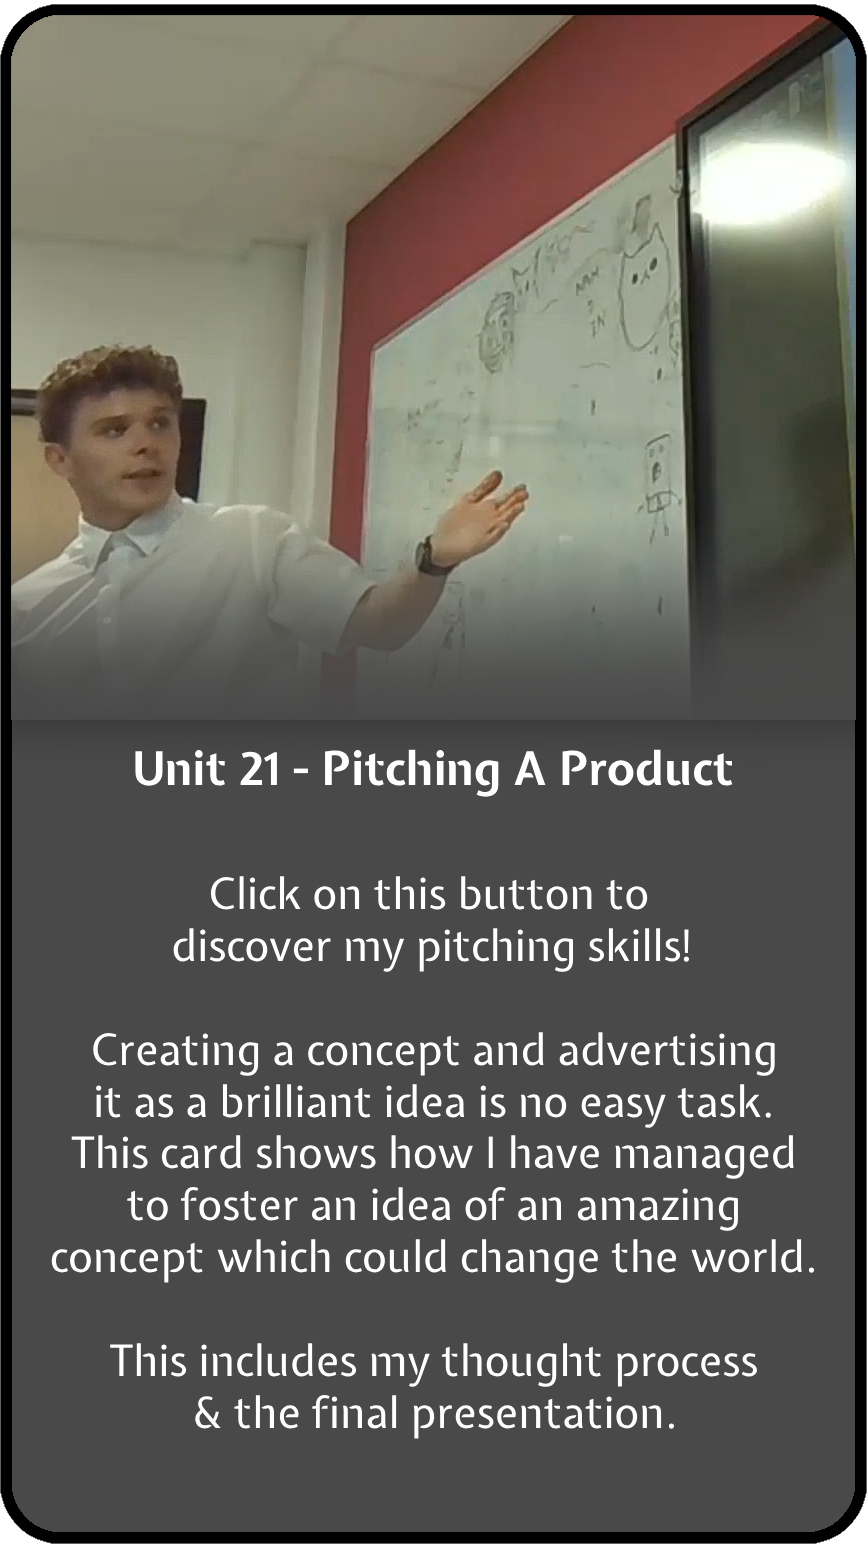 Unit 21 - Pitching A Product
Click on this button to
discover my pitching skills!
Creating a concept and advertising
it as a brilliant idea is no easy task.
This card shows how I have managed
to foster an idea of an amazing
concept which could change the world.
This includes my thought process
& the final presentation.